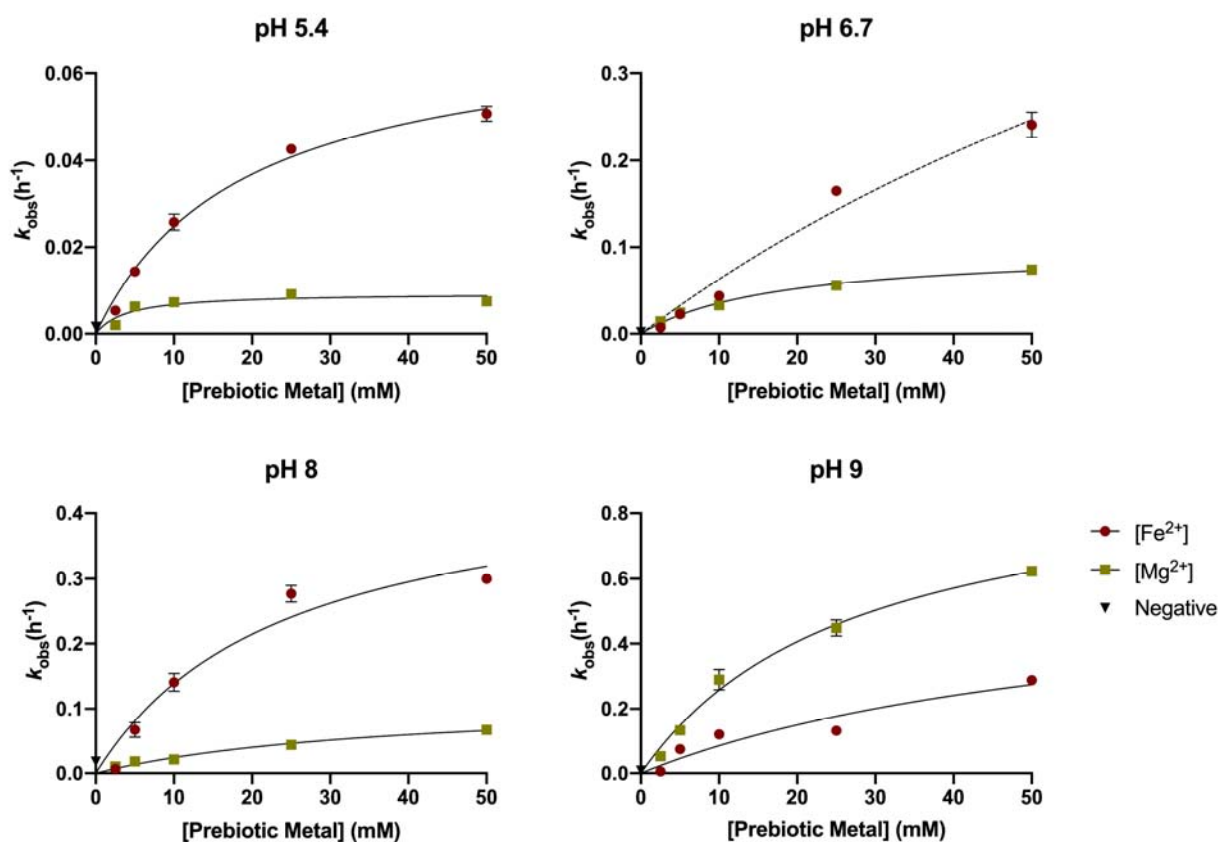 pH 5.4
0.06
0.04
0.02
0.00
k_obs(h⁻¹)
0 10 20 30 40 50
[Prebiotic Metal] (mM)
pH 6.7
0.3
0.2
0.1
0.0
k_obs(h⁻¹)
0 10 20 30 40 50
[Prebiotic Metal] (mM)
pH 8
0.4
0.3
0.2
0.1
0.0
k_obs(h⁻¹)
0 10 20 30 40 50
[Prebiotic Metal] (mM)
pH 9
0.8
0.6
0.4
0.2
0.0
k_obs(h⁻¹)
0 10 20 30 40 50
[Prebiotic Metal] (mM)
[Fe²⁺]
[Mg²⁺]
Negative